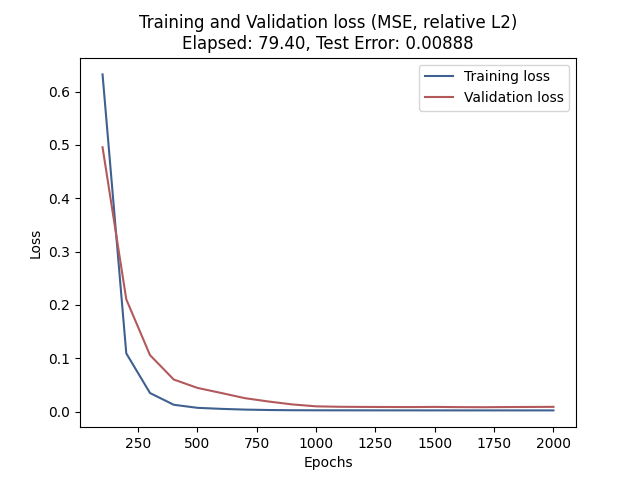 Training and Validation loss (MSE, relative L2)
Elapsed: 79.40, Test Error: 0.00888
Training loss
Validation loss
0.6
0.5
0.4
0.3
0.2
0.1
0.0
Loss
250 500 750 1000 1250 1500 1750 2000
Epochs